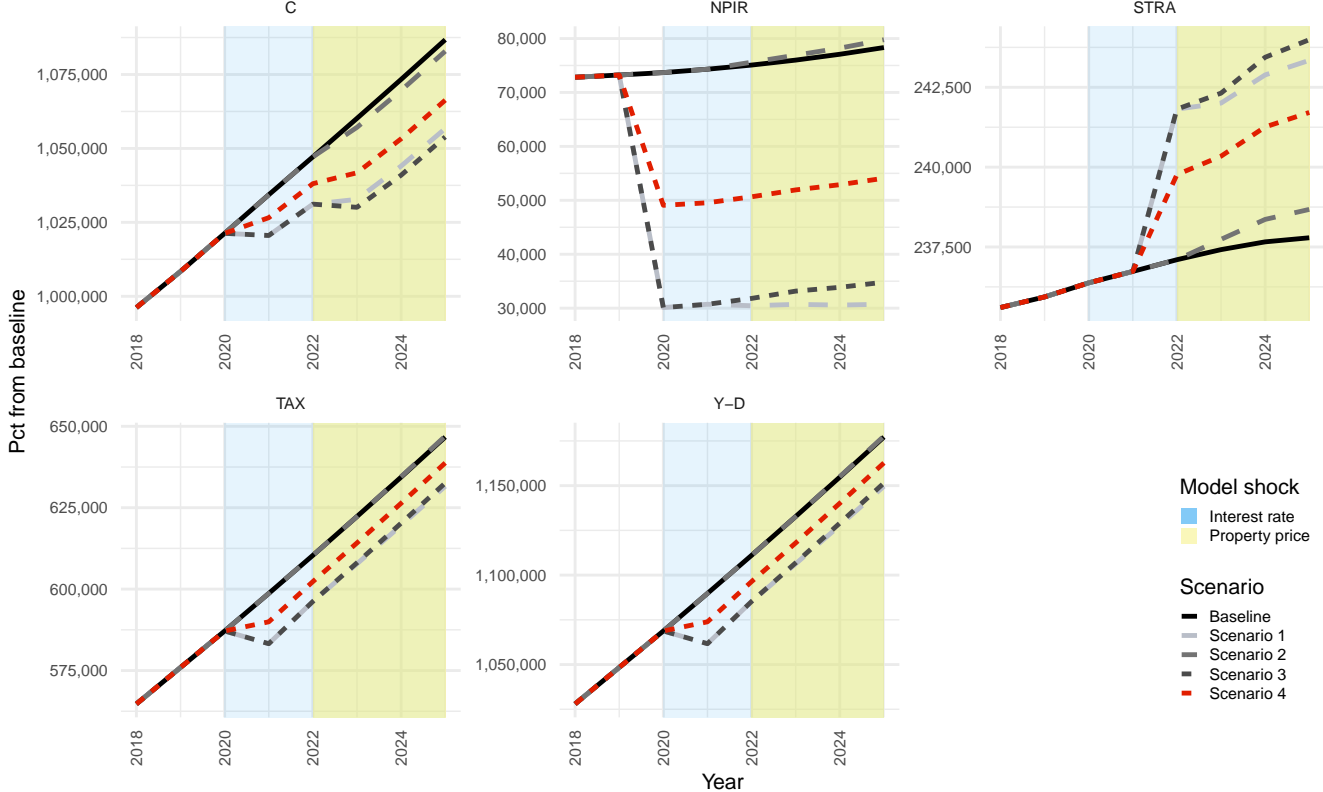 C
NPIR
STRA
1,075,000
1,050,000
1,025,000
1,000,000
80,000
70,000
60,000
50,000
40,000
30,000
242,500
240,000
237,500
2018
2020
2022
2024
2018
2020
2022
2024
2018
2020
2022
2024
Pct from baseline
TAX
Y−D
650,000
625,000
600,000
575,000
1,150,000
1,100,000
1,050,000
2018
2020
2022
2024
2018
2020
2022
2024
Year
Model shock
Interest rate
Property price
Scenario
Baseline
Scenario 1
Scenario 2
Scenario 3
Scenario 4